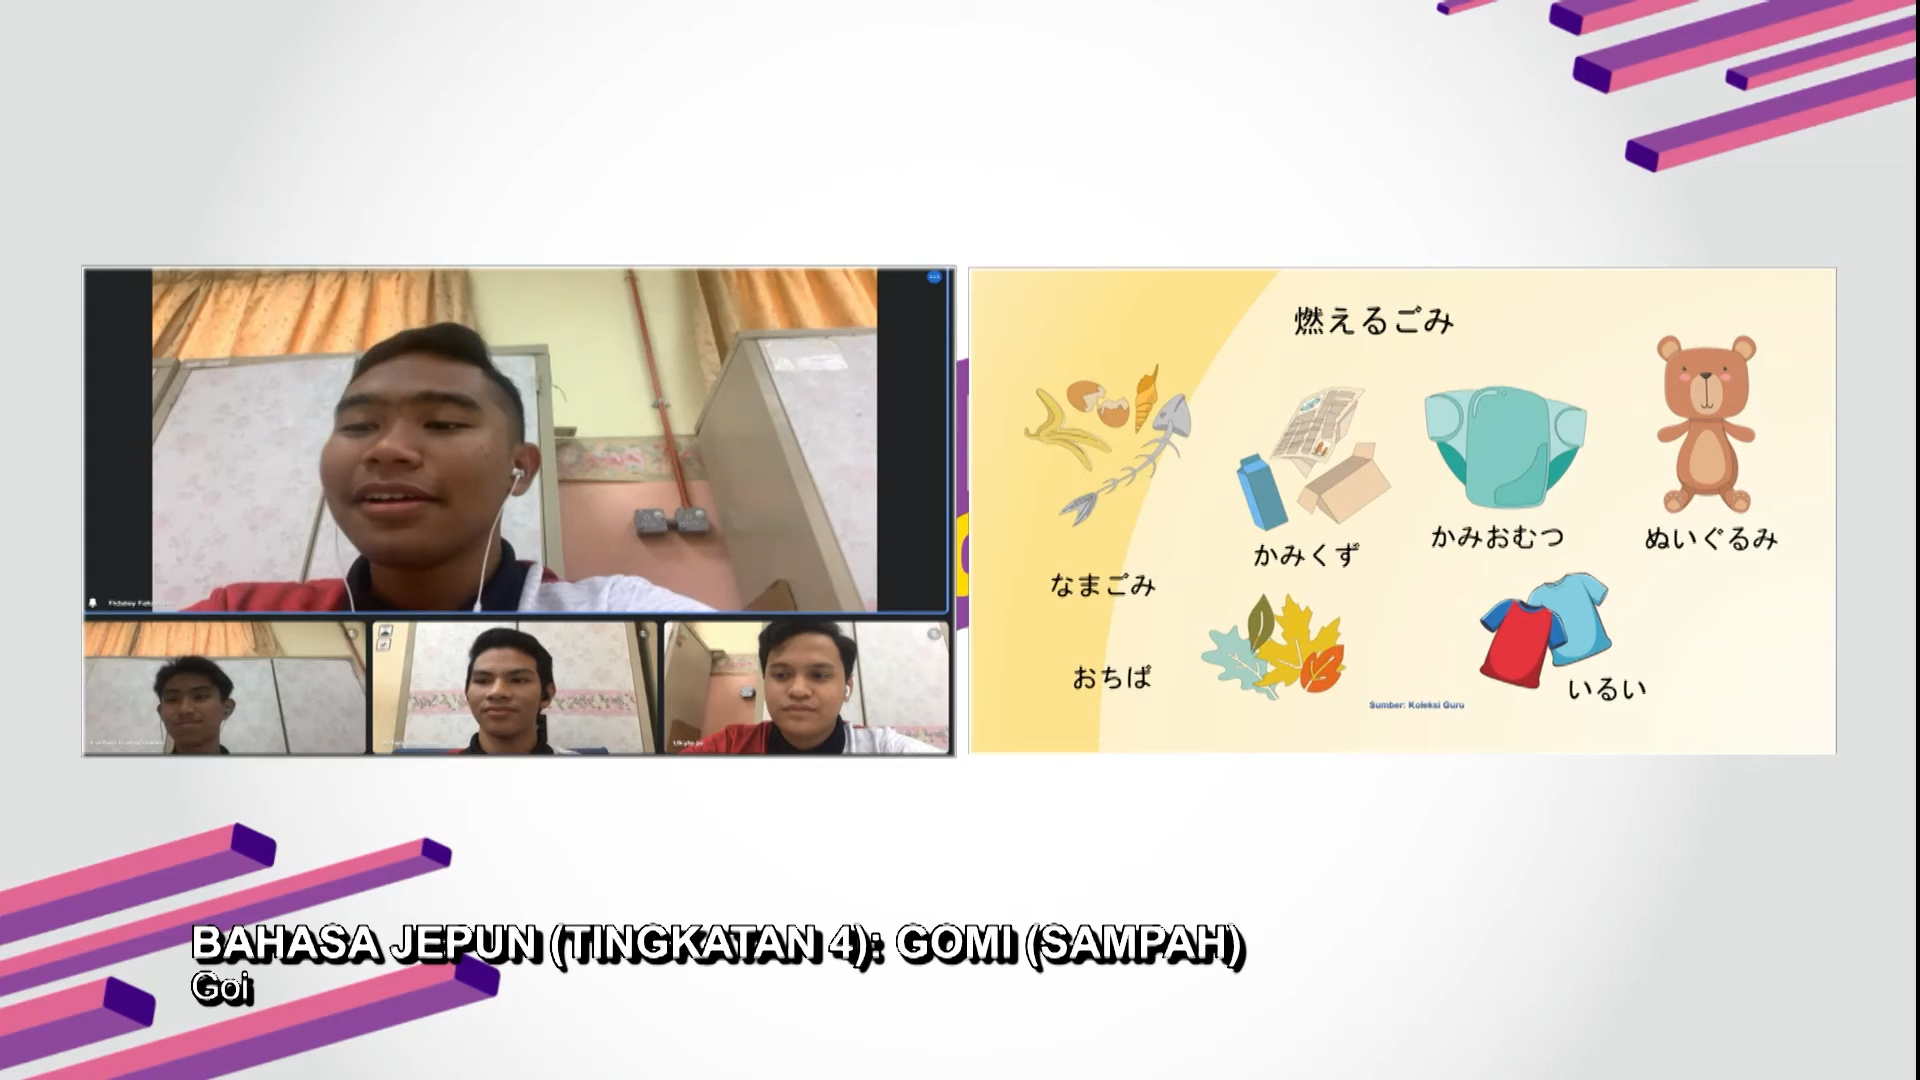 燃えるごみ
かみくず
かみおむつ
ぬいぐるみ
なまごみ
おちば
いるい
Sumber: Koleksi Guru
BAHASA JEPUN (TINGKATAN 4): GOMI (SAMPAH)
Goi